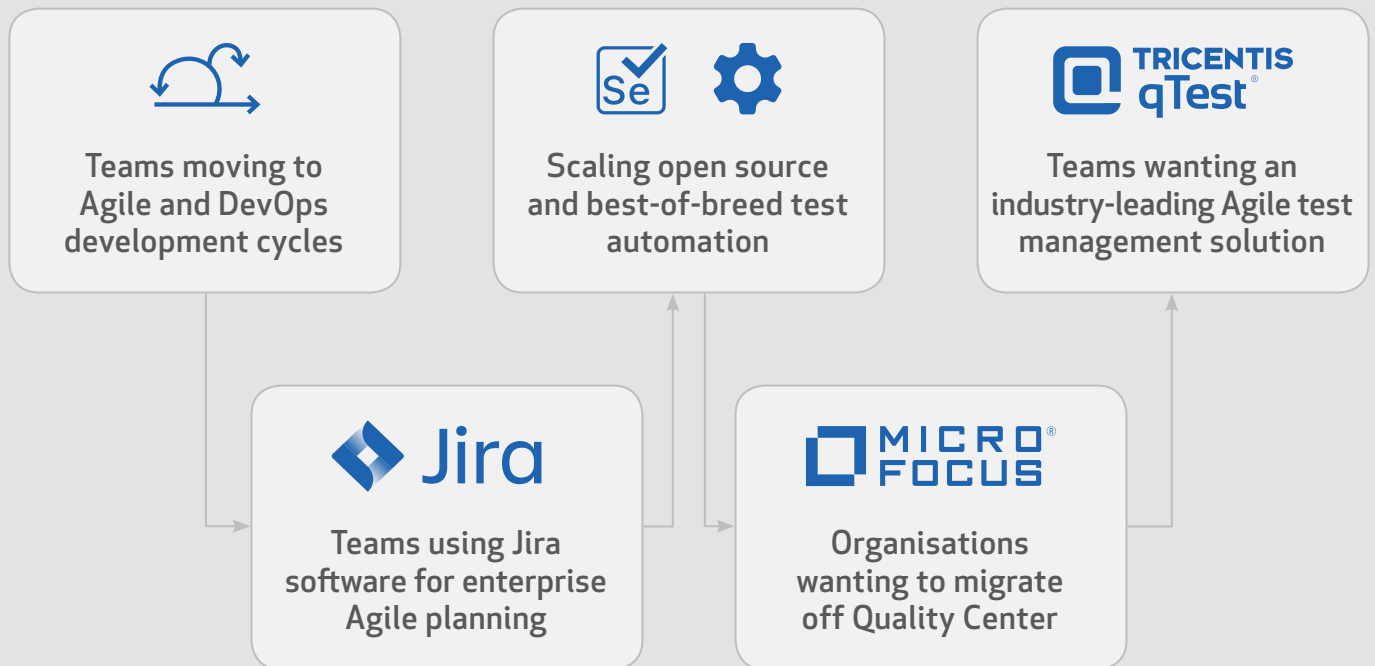 Teams moving to
Agile and DevOps
development cycles
Jira
Teams using Jira
software for enterprise
Agile planning
Se
Scaling open source
and best-of-breed test
automation
MICRO®
FOCUS
Organisations
wanting to migrate
off Quality Center
TRICENTIS
qTest®
Teams wanting an
industry-leading Agile test
management solution